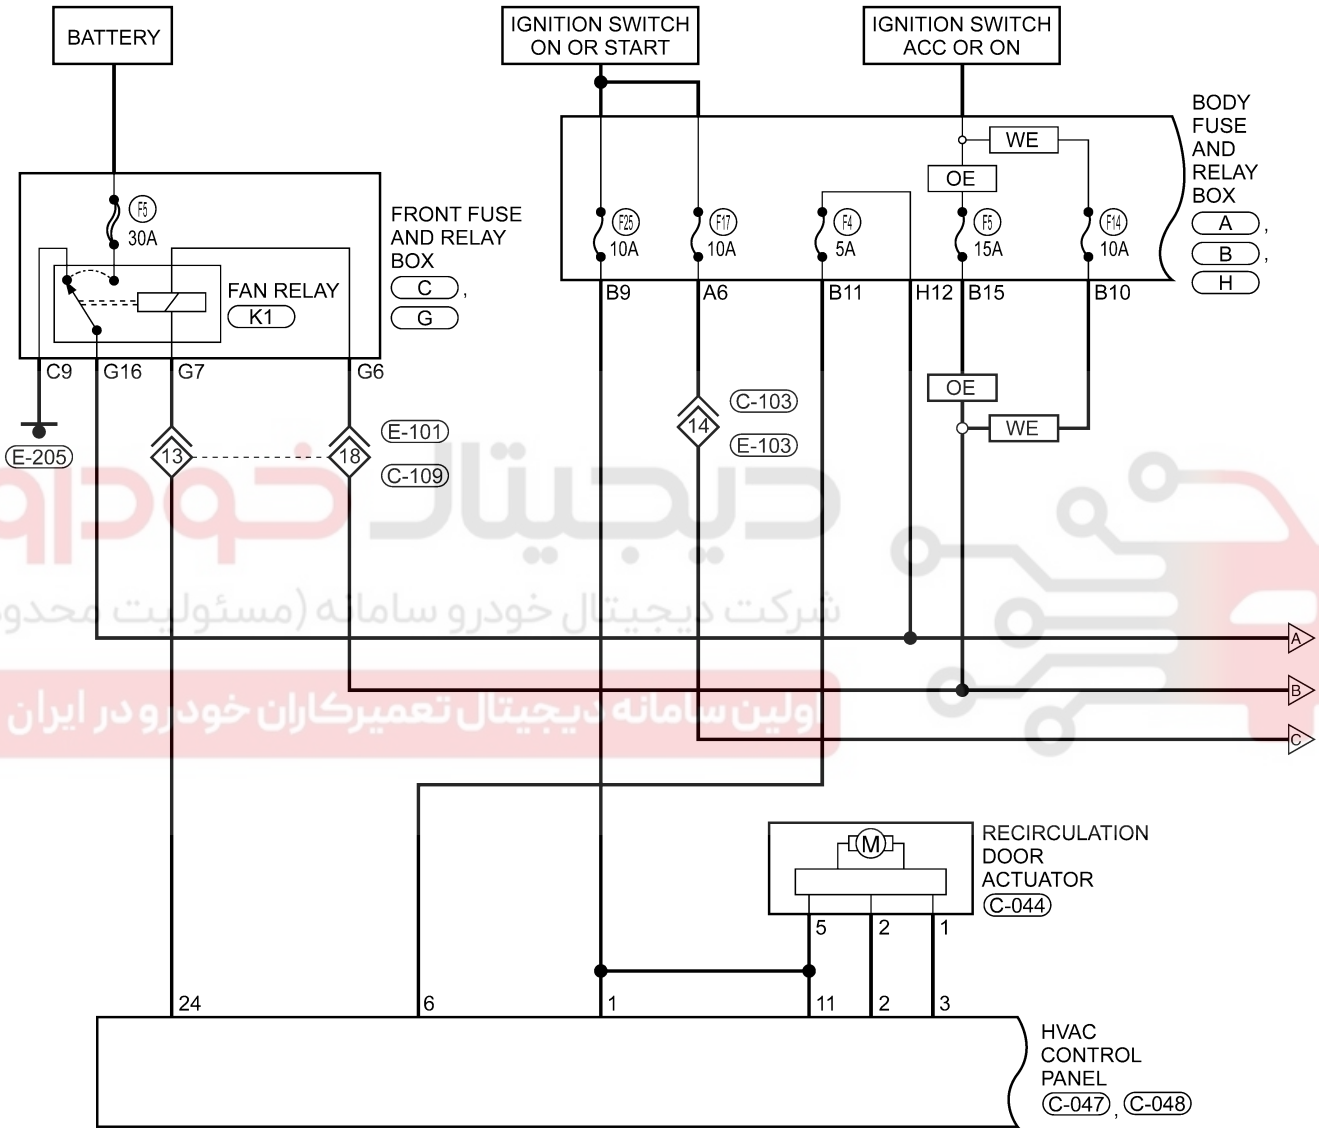 BATTERY
IGNITION SWITCH
ON OR START
IGNITION SWITCH
ACC OR ON
BODY
FUSE
AND
RELAY
BOX
A ,
B ,
H
WE
OE
F5
30A
F25
10A
F17
10A
F4
5A
F5
15A
F14
10A
FRONT FUSE
AND RELAY
BOX
C ,
G
FAN RELAY
K1
B9
A6
B11
H12
B15
B10
C9
G16
G7
G6
OE
WE
C-103
14
E-103
E-101
E-205
13
18
C-109
دیجیتال خودرو
شرکت دیجیتال خودرو سامانه (مسئولیت محدود
A
B
اولین سامانه دیجیتال تعمیرکاران خودرو در ایران
C
M
RECIRCULATION
DOOR
ACTUATOR
C-044
5
2
1
24
6
1
11
2
3
HVAC
CONTROL
PANEL
C-047 , C-048